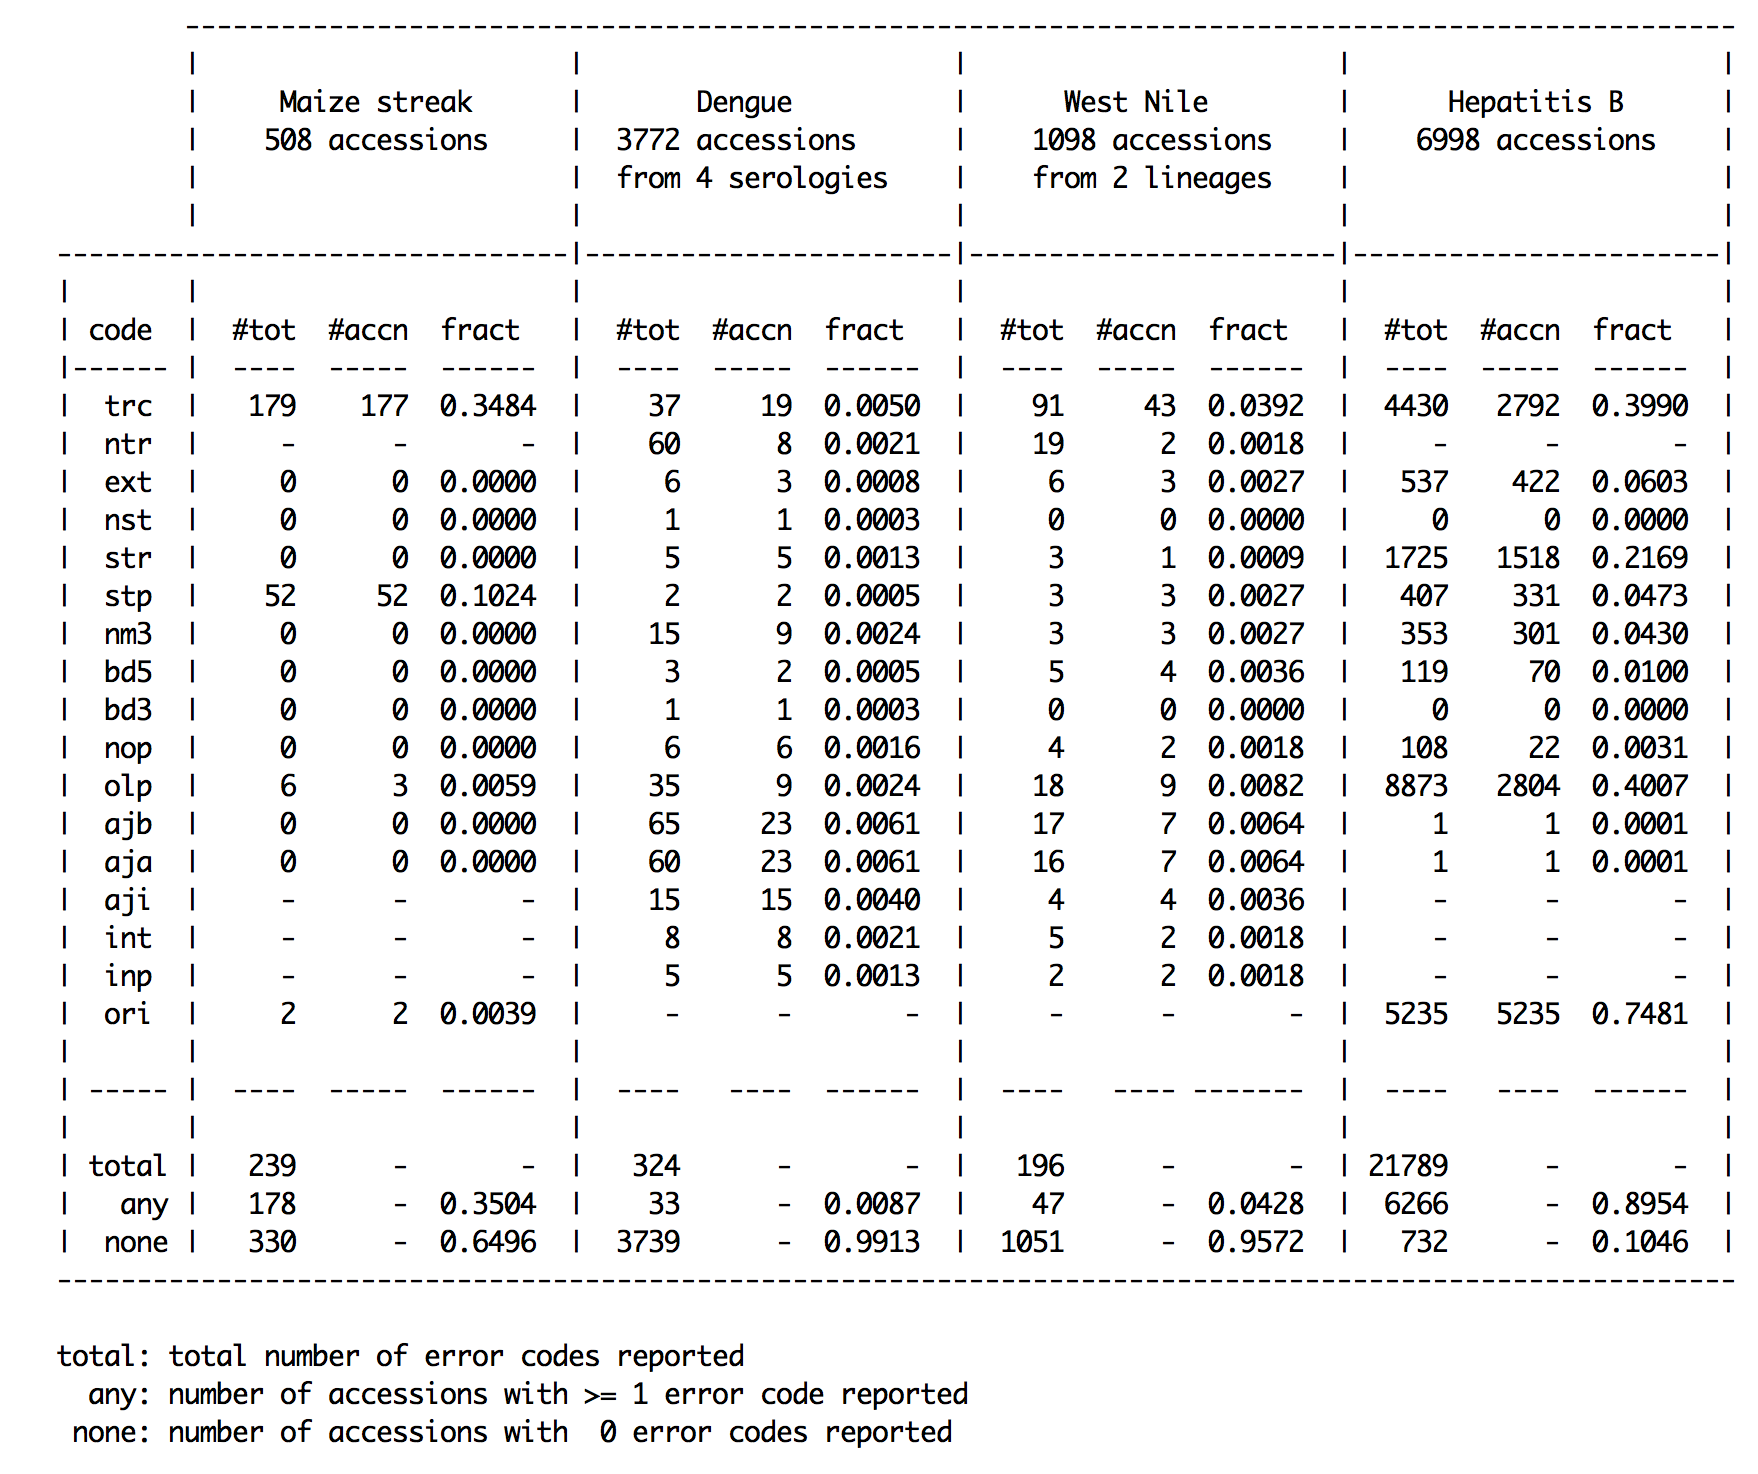 Maize streak Dengue West Nile Hepatitis B
508 accessions 3772 accessions 1098 accessions 6998 accessions
from 4 serologies from 2 lineages
code #tot #accn fract #tot #accn fract #tot #accn fract #tot #accn fract
trc 179 177 0.3484 37 19 0.0050 91 43 0.0392 4430 2792 0.3990
ntr - - - 60 8 0.0021 19 2 0.0018 - - -
ext 0 0 0.0000 6 3 0.0008 6 3 0.0027 537 422 0.0603
nst 0 0 0.0000 1 1 0.0003 0 0 0.0000 0 0 0.0000
str 0 0 0.0000 5 5 0.0013 3 1 0.0009 1725 1518 0.2169
stp 52 52 0.1024 2 2 0.0005 3 3 0.0027 407 331 0.0473
nm3 0 0 0.0000 15 9 0.0024 3 3 0.0027 353 301 0.0430
bd5 0 0 0.0000 3 2 0.0005 5 4 0.0036 119 70 0.0100
bd3 0 0 0.0000 1 1 0.0003 0 0 0.0000 0 0 0.0000
nop 0 0 0.0000 6 6 0.0016 4 2 0.0018 108 22 0.0031
olp 6 3 0.0059 35 9 0.0024 18 9 0.0082 8873 2804 0.4007
ajb 0 0 0.0000 65 23 0.0061 17 7 0.0064 1 1 0.0001
aja 0 0 0.0000 60 23 0.0061 16 7 0.0064 1 1 0.0001
aji - - - 15 15 0.0040 4 4 0.0036 - - -
int - - - 8 8 0.0021 5 2 0.0018 - - -
inp - - - 5 5 0.0013 2 2 0.0018 - - -
ori 2 2 0.0039 - - - - - - 5235 5235 0.7481
total 239 - - 324 - - 196 - - 21789 - -
any 178 - 0.3504 33 - 0.0087 47 - 0.0428 6266 - 0.8954
none 330 - 0.6496 3739 - 0.9913 1051 - 0.9572 732 - 0.1046
total: total number of error codes reported
any: number of accessions with >= 1 error code reported
none: number of accessions with 0 error codes reported